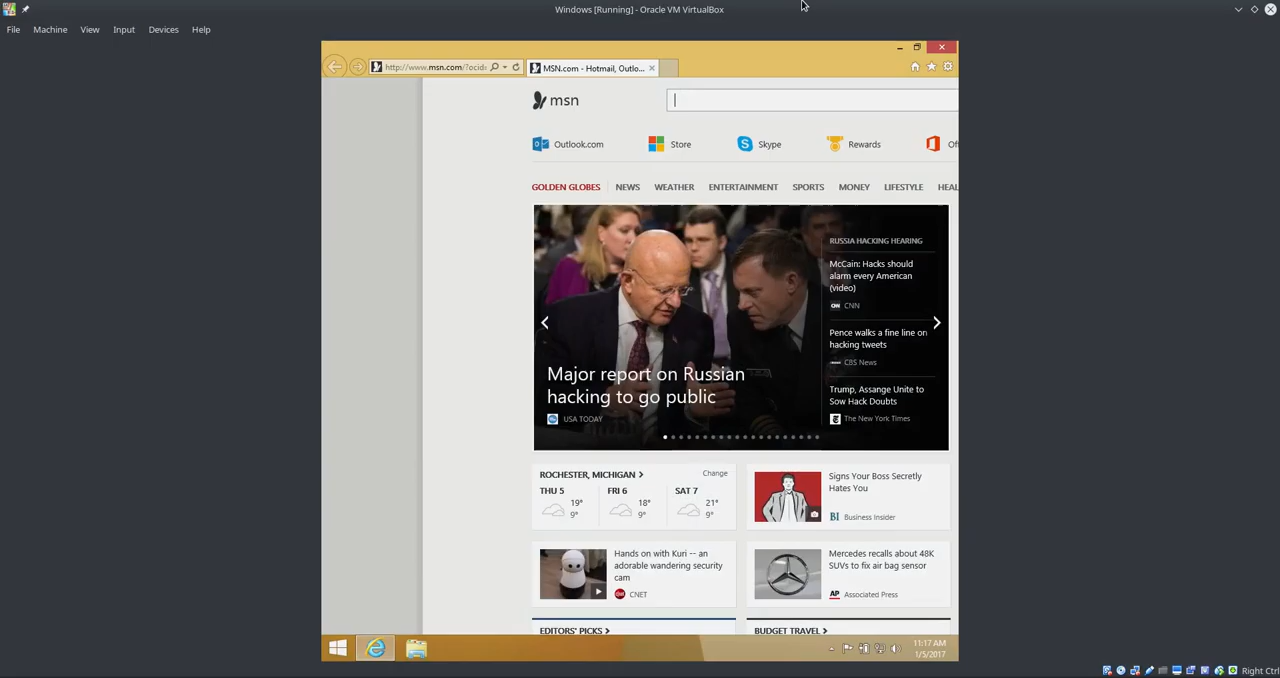 Windows [Running] - Oracle VM VirtualBox
File Machine View Input Devices Help
http://www.msn.com/?ocid
MSN.com - Hotmail, Outlo...
msn
Outlook.com Store Skype Rewards Of
GOLDEN GLOBES NEWS WEATHER ENTERTAINMENT SPORTS MONEY LIFESTYLE HEAL
RUSSIA HACKING HEARING
McCain: Hacks should
alarm every American
(video)
CNN
Pence walks a fine line on
hacking tweets
CBS News
Trump, Assange Unite to
Sow Hack Doubts
The New York Times
Major report on Russian
hacking to go public
USA TODAY
ROCHESTER, MICHIGAN
Change
THU 5 FRI 6 SAT 7
19° 18° 21°
9° 9° 9°
Signs Your Boss Secretly
Hates You
BI Business Insider
Hands on with Kuri -- an
adorable wandering security
cam
CNET
Mercedes recalls about 48K
SUVs to fix air bag sensor
AP Associated Press
EDITORS' PICKS
BUDGET TRAVEL
11:17 AM
1/5/2017
Right Ctrl